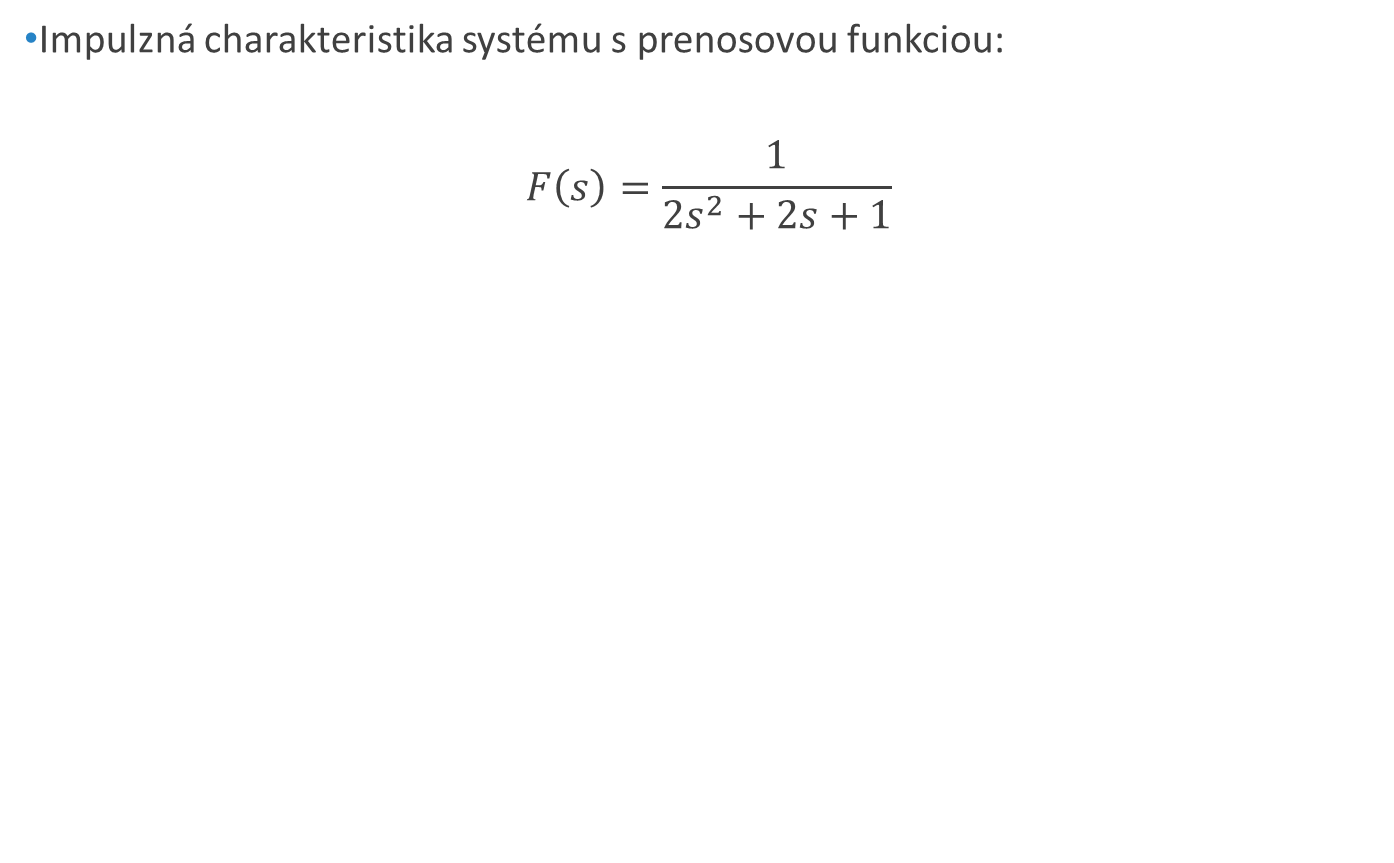 •Impulzná charakteristika systému s prenosovou funkciou:
F(s) = 1 / (2s² + 2s + 1)